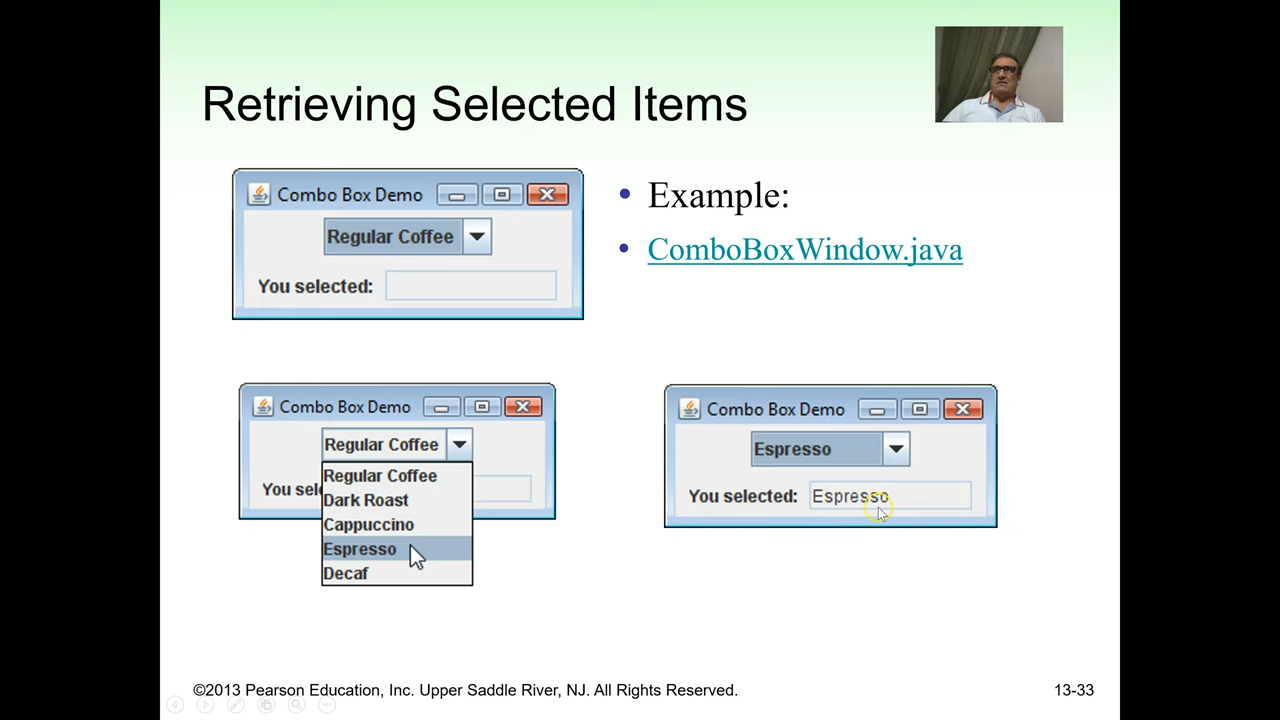 Retrieving Selected Items
Combo Box Demo
Regular Coffee
You selected:
• Example:
• ComboBoxWindow.java
Combo Box Demo
Regular Coffee
You sel
Regular Coffee
Dark Roast
Cappuccino
Espresso
Decaf
Combo Box Demo
Espresso
You selected: Espresso
©2013 Pearson Education, Inc. Upper Saddle River, NJ. All Rights Reserved.
13-33